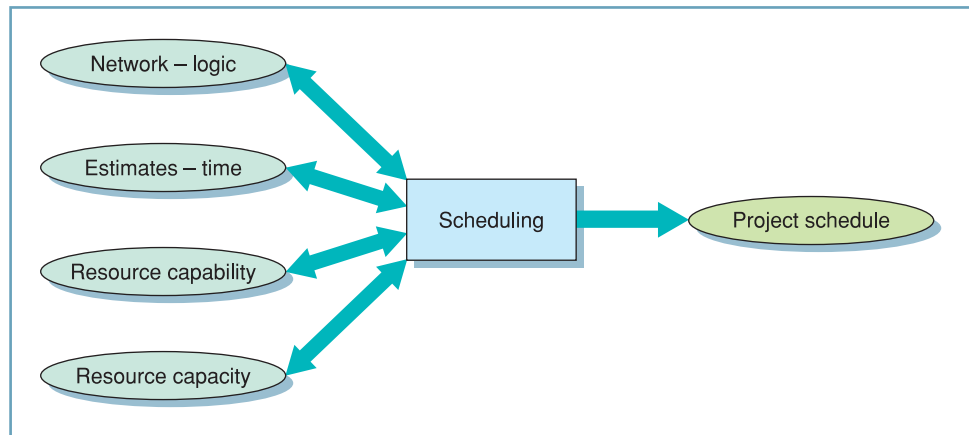 Network – logic
Estimates – time
Resource capability
Resource capacity
Scheduling
Project schedule